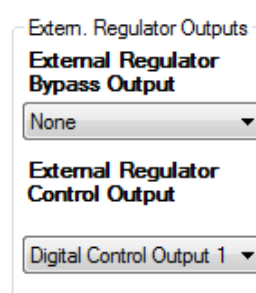 Extern. Regulator Outputs
External Regulator
Bypass Output
None
External Regulator
Control Output
Digital Control Output 1